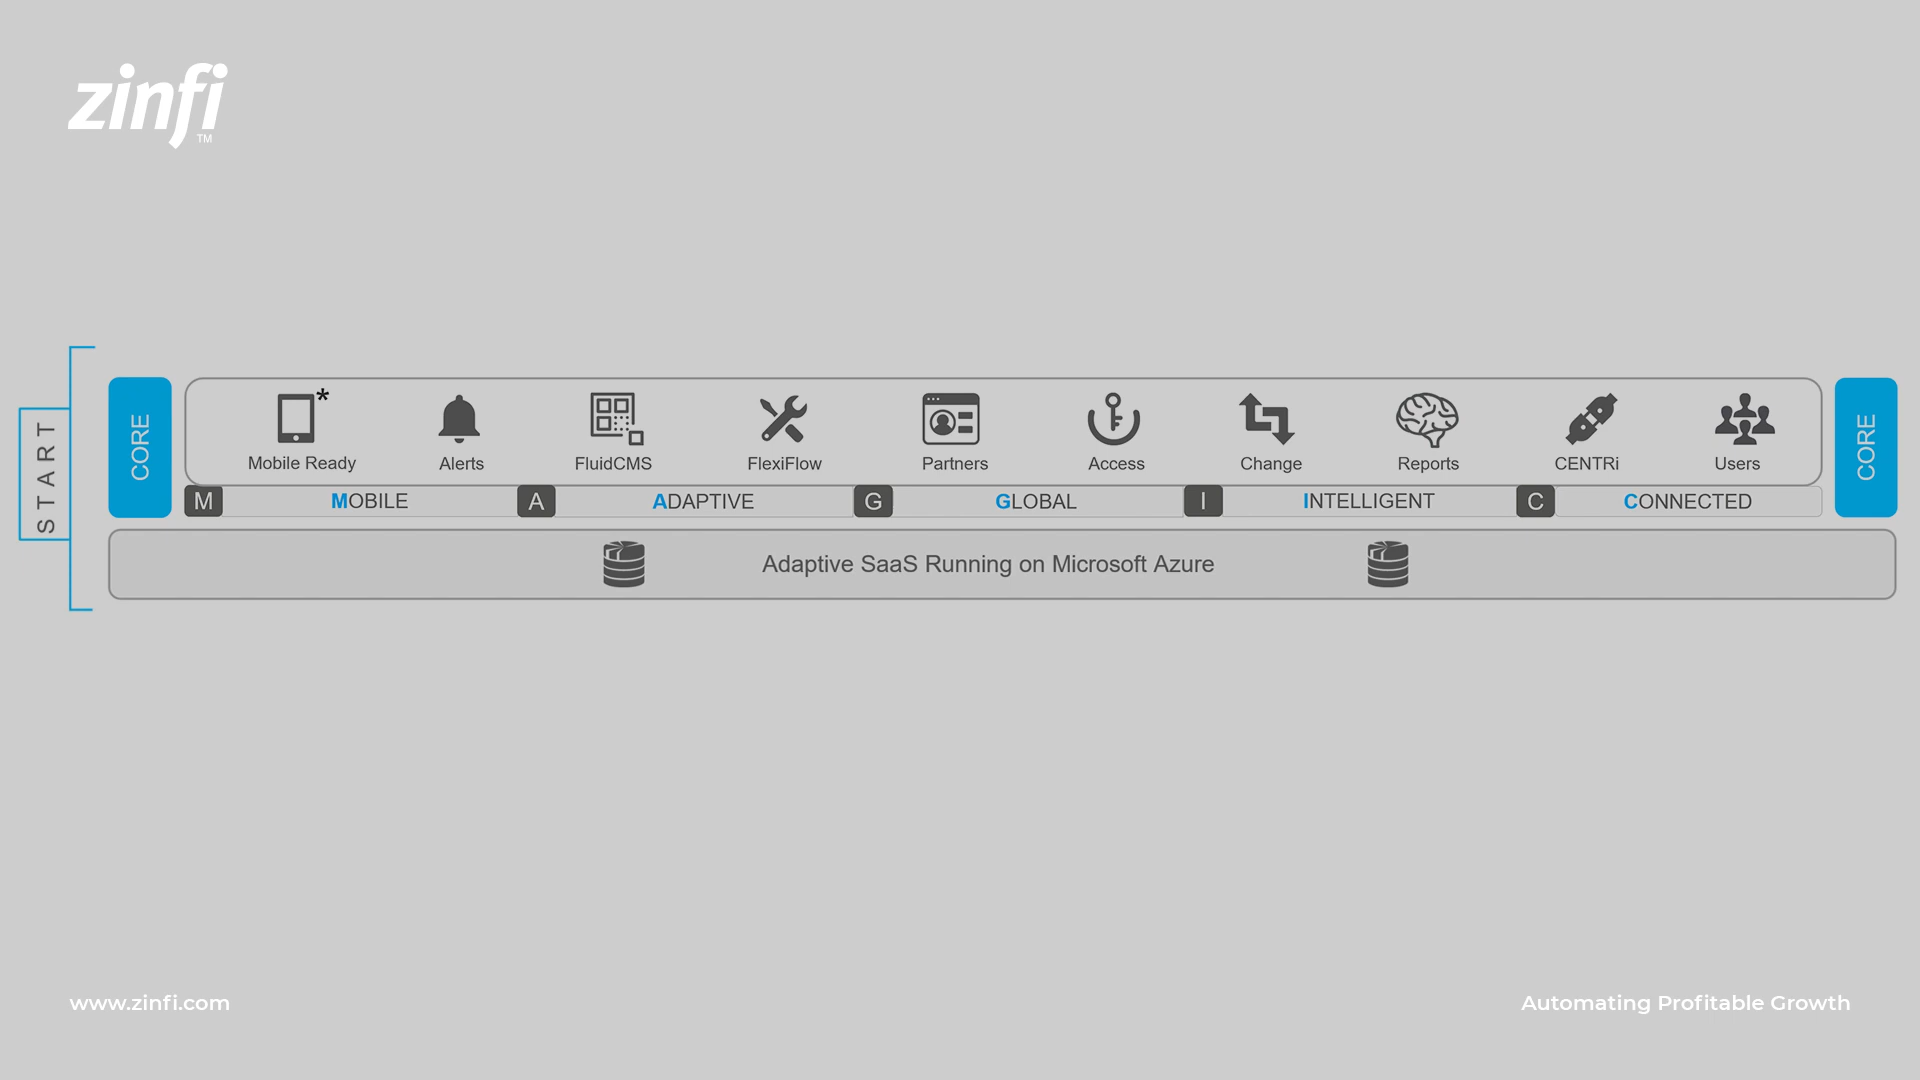 zinfi
TM
START
CORE
*
Mobile Ready
Alerts
FluidCMS
FlexiFlow
Partners
Access
Change
Reports
CENTRi
Users
CORE
M MOBILE
A ADAPTIVE
G GLOBAL
I INTELLIGENT
C CONNECTED
Adaptive SaaS Running on Microsoft Azure
www.zinfi.com
Automating Profitable Growth